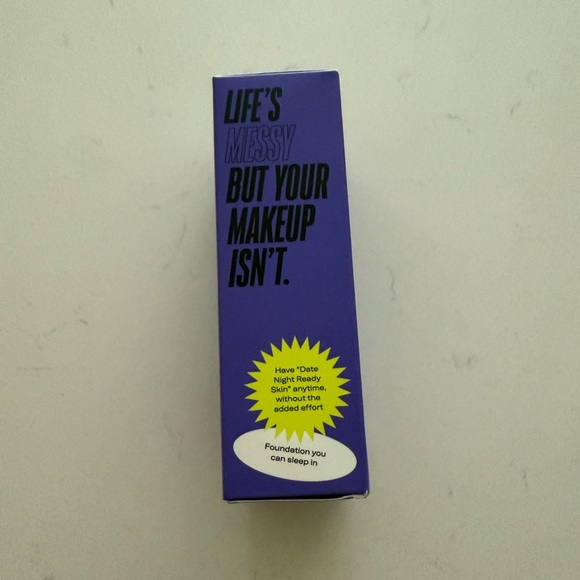 LIFE'S
MESSY
BUT YOUR
MAKEUP
ISN'T.
Have "Date
Night Ready
Skin" anytime,
without the
added effort
Foundation you
can sleep in